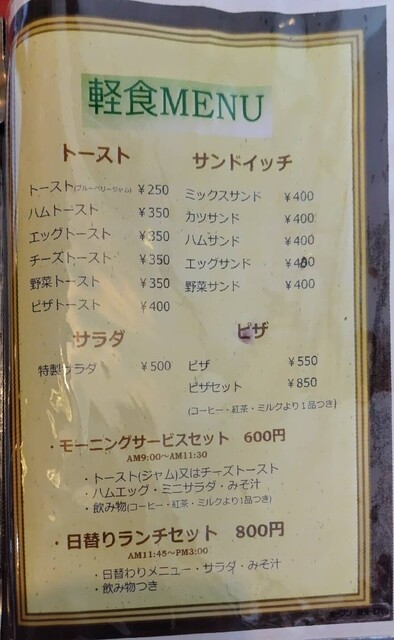 軽食MENU
トースト
トースト(ブルーベリージャム) ¥250
ハムトースト ¥350
エッグトースト ¥350
チーズトースト ¥350
野菜トースト ¥350
ピザトースト ¥400
サンドイッチ
ミックスサンド ¥400
カツサンド ¥400
ハムサンド ¥400
エッグサンド ¥400
野菜サンド ¥400
サラダ
特製サラダ ¥500
ピザ
ピザ ¥550
ピザセット ¥850
(コーヒー・紅茶・ミルクより1品つき)
・モーニングサービスセット 600円
AM9:00～AM11:30
・トースト(ジャム)又はチーズトースト
・ハムエッグ・ミニサラダ・みそ汁
・飲み物(コーヒー・紅茶・ミルクより1品つき)
・日替りランチセット 800円
AM11:45～PM3:00
・日替わりメニュー・サラダ・みそ汁
・飲み物つき